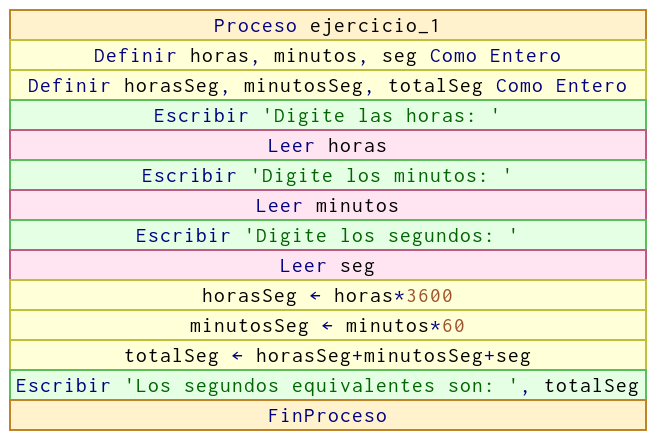 Proceso ejercicio_1
Definir horas, minutos, seg Como Entero
Definir horasSeg, minutosSeg, totalSeg Como Entero
Escribir 'Digite las horas: '
Leer horas
Escribir 'Digite los minutos: '
Leer minutos
Escribir 'Digite los segundos: '
Leer seg
horasSeg ← horas*3600
minutosSeg ← minutos*60
totalSeg ← horasSeg+minutosSeg+seg
Escribir 'Los segundos equivalentes son: ', totalSeg
FinProceso